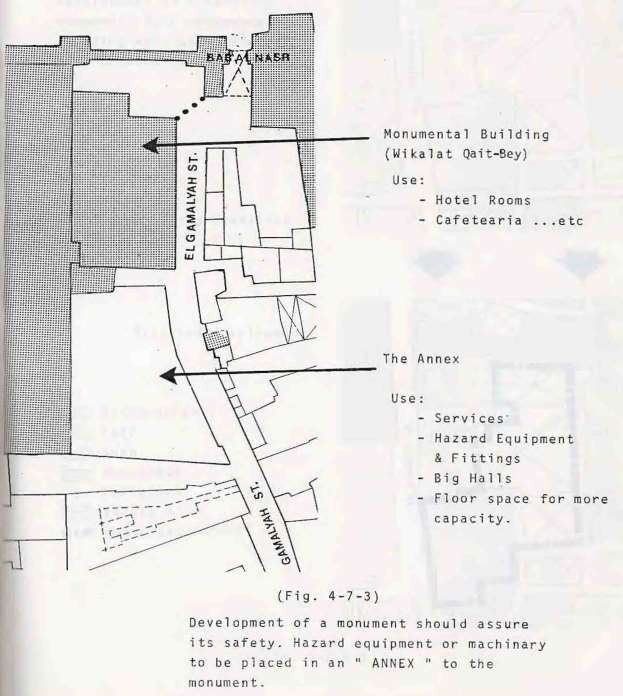 BAB AL NASR
Monumental Building
(Wikalat Qait-Bey)
Use:
- Hotel Rooms
- Cafetearia ...etc
ELGAMALYAH ST.
The Annex
Use:
- Services
- Hazard Equipment
& Fittings
- Big Halls
- Floor space for more
capacity.
GAMALYAH ST.
(Fig. 4-7-3)
Development of a monument should assure
its safety. Hazard equipment or machinary
to be placed in an " ANNEX " to the
monument.